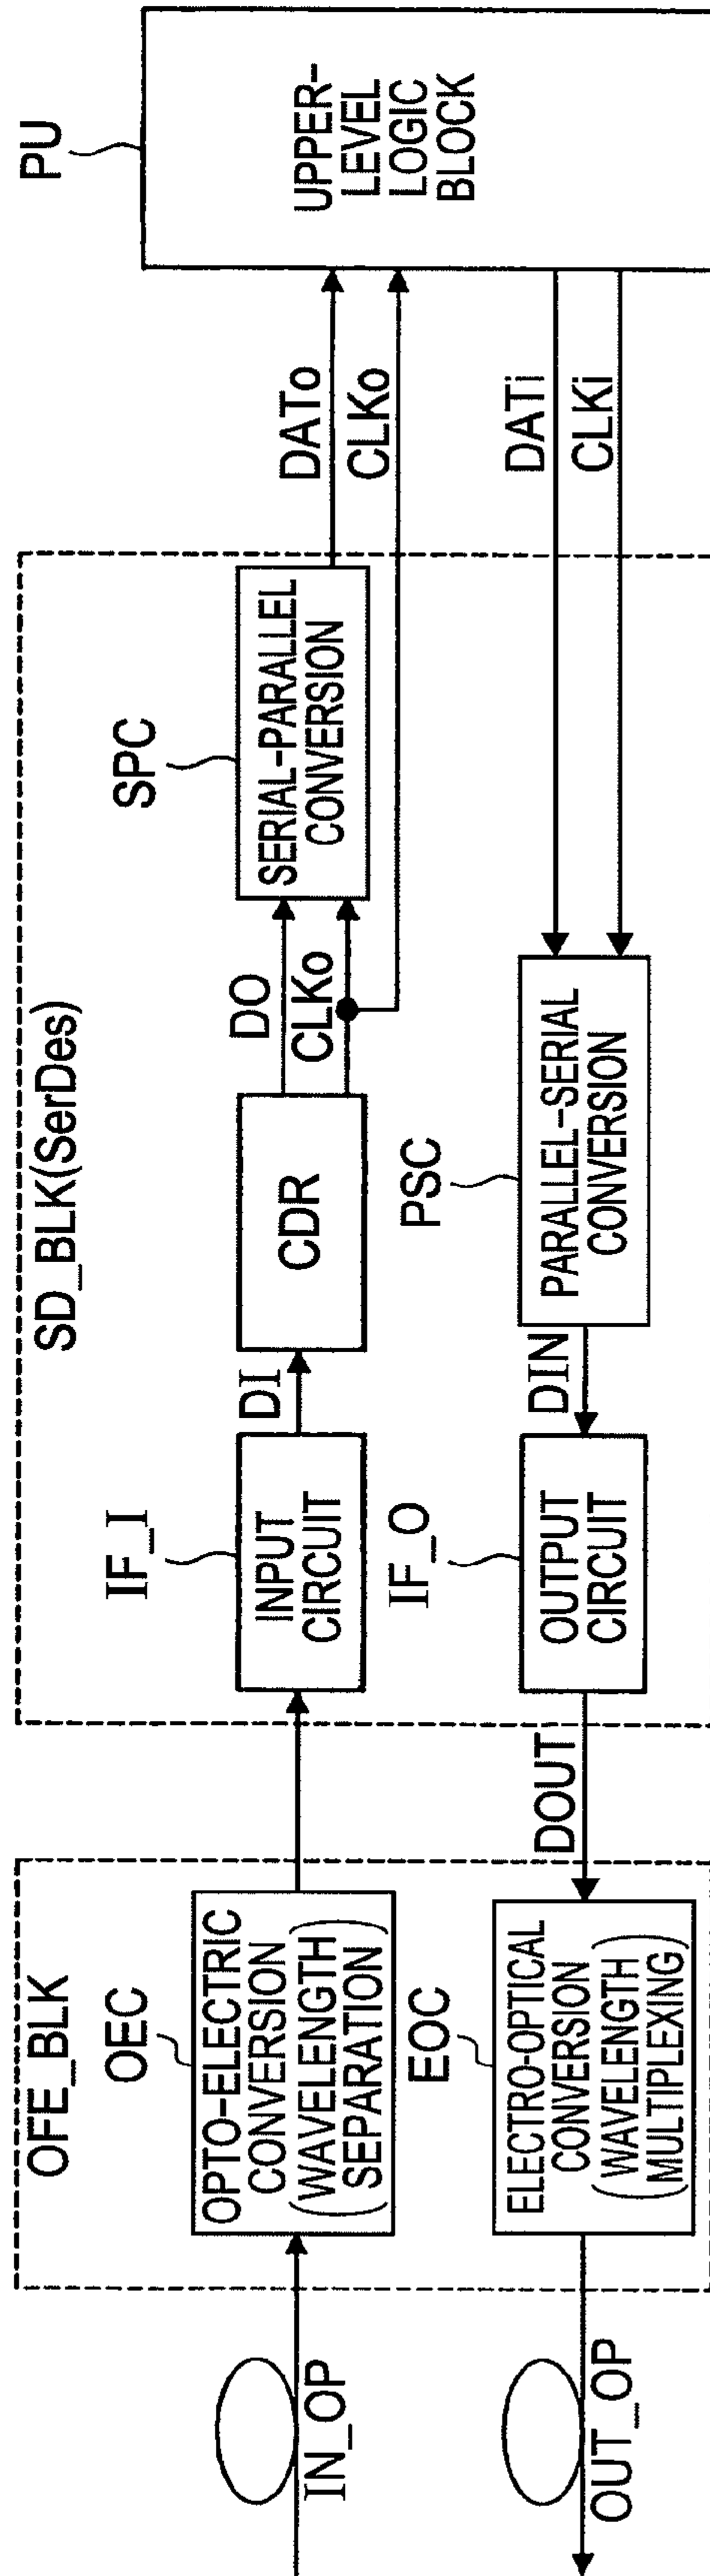 OFE_BLK
OEC
OPTO-ELECTRIC
CONVERSION
(WAVELENGTH
SEPARATION)
IN_OP
EOC
ELECTRO-OPTICAL
CONVERSION
(WAVELENGTH
MULTIPLEXING)
OUT_OP
SD_BLK(SerDes)
IF_I
INPUT
CIRCUIT
DI
CDR
DO
CLKo
SPC
SERIAL-PARALLEL
CONVERSION
DATo
CLKo
IF_O
OUTPUT
CIRCUIT
DOUT
DIN
PSC
PARALLEL-SERIAL
CONVERSION
DATi
CLKi
PU
UPPER-
LEVEL
LOGIC
BLOCK